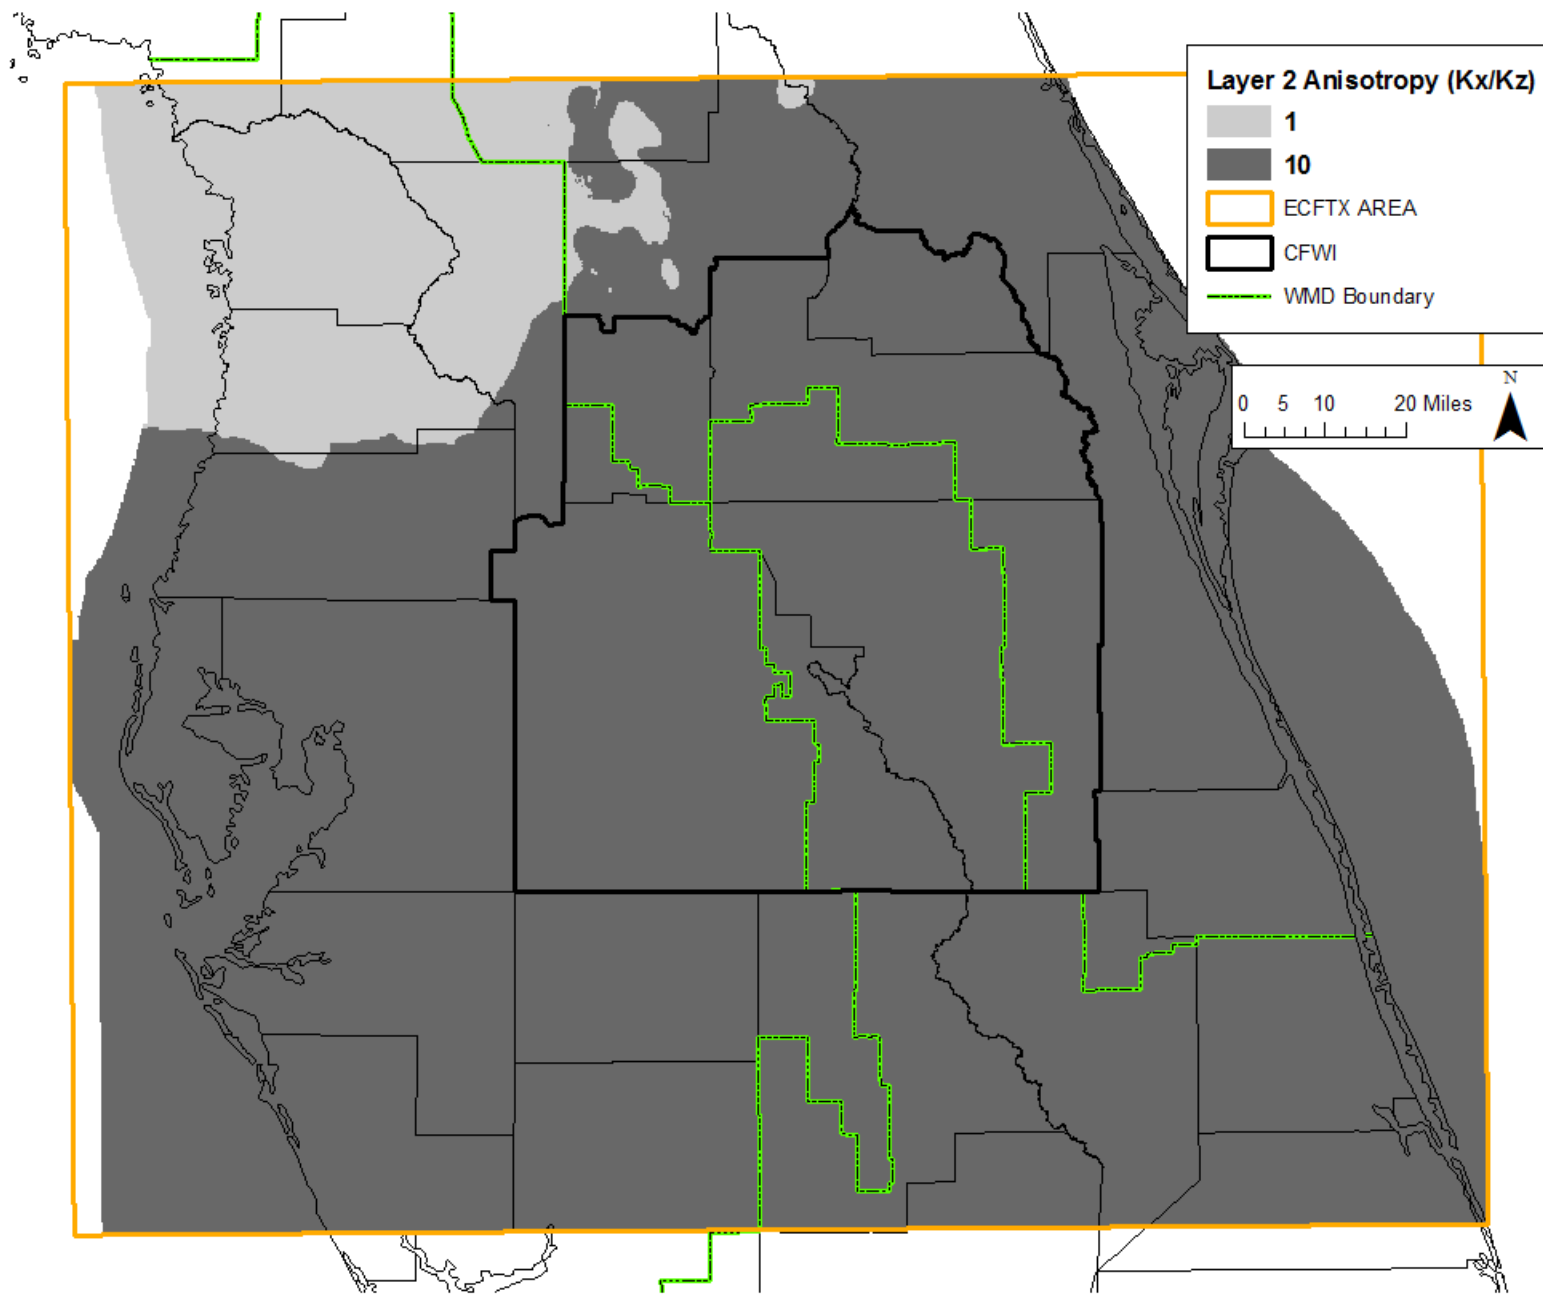 Layer 2 Anisotropy (Kx/Kz)
1
10
ECFTX AREA
CFWI
WMD Boundary
N
0 5 10 20 Miles